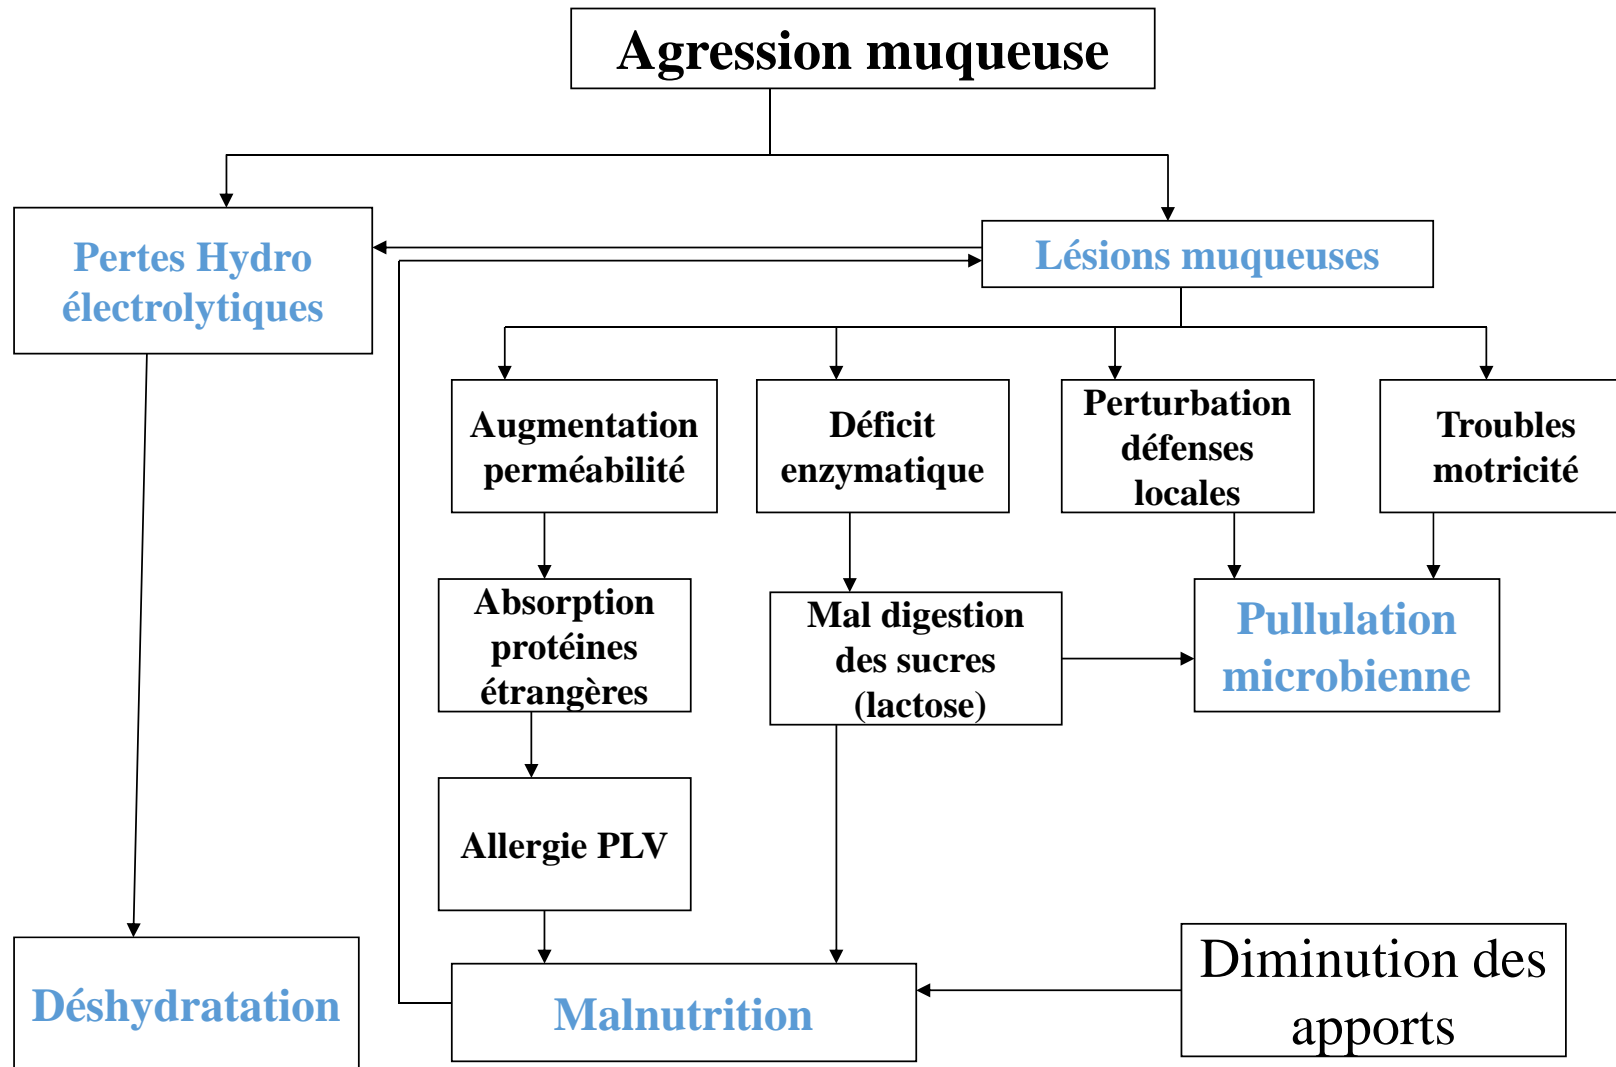 Agression muqueuse
Pertes Hydro
électrolytiques
Lésions muqueuses
Augmentation
perméabilité
Déficit
enzymatique
Perturbation
défenses
locales
Troubles
motricité
Absorption
protéines
étrangères
Mal digestion
des sucres
(lactose)
Pullulation
microbienne
Allergie PLV
Déshydratation
Malnutrition
Diminution des
apports